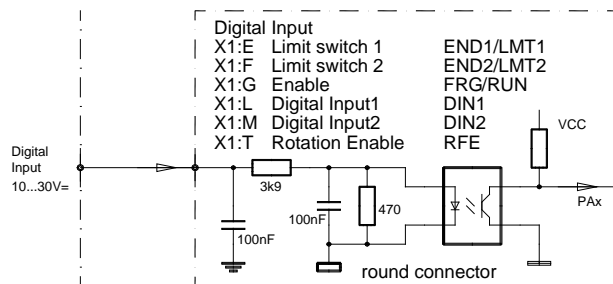 Digital Input
X1:E Limit switch 1 END1/LMT1
X1:F Limit switch 2 END2/LMT2
X1:G Enable FRG/RUN
X1:L Digital Input1 DIN1
X1:M Digital Input2 DIN2
X1:T Rotation Enable RFE
VCC
Digital
Input
10...30V=
3k9
100nF
470
PAx
100nF
round connector